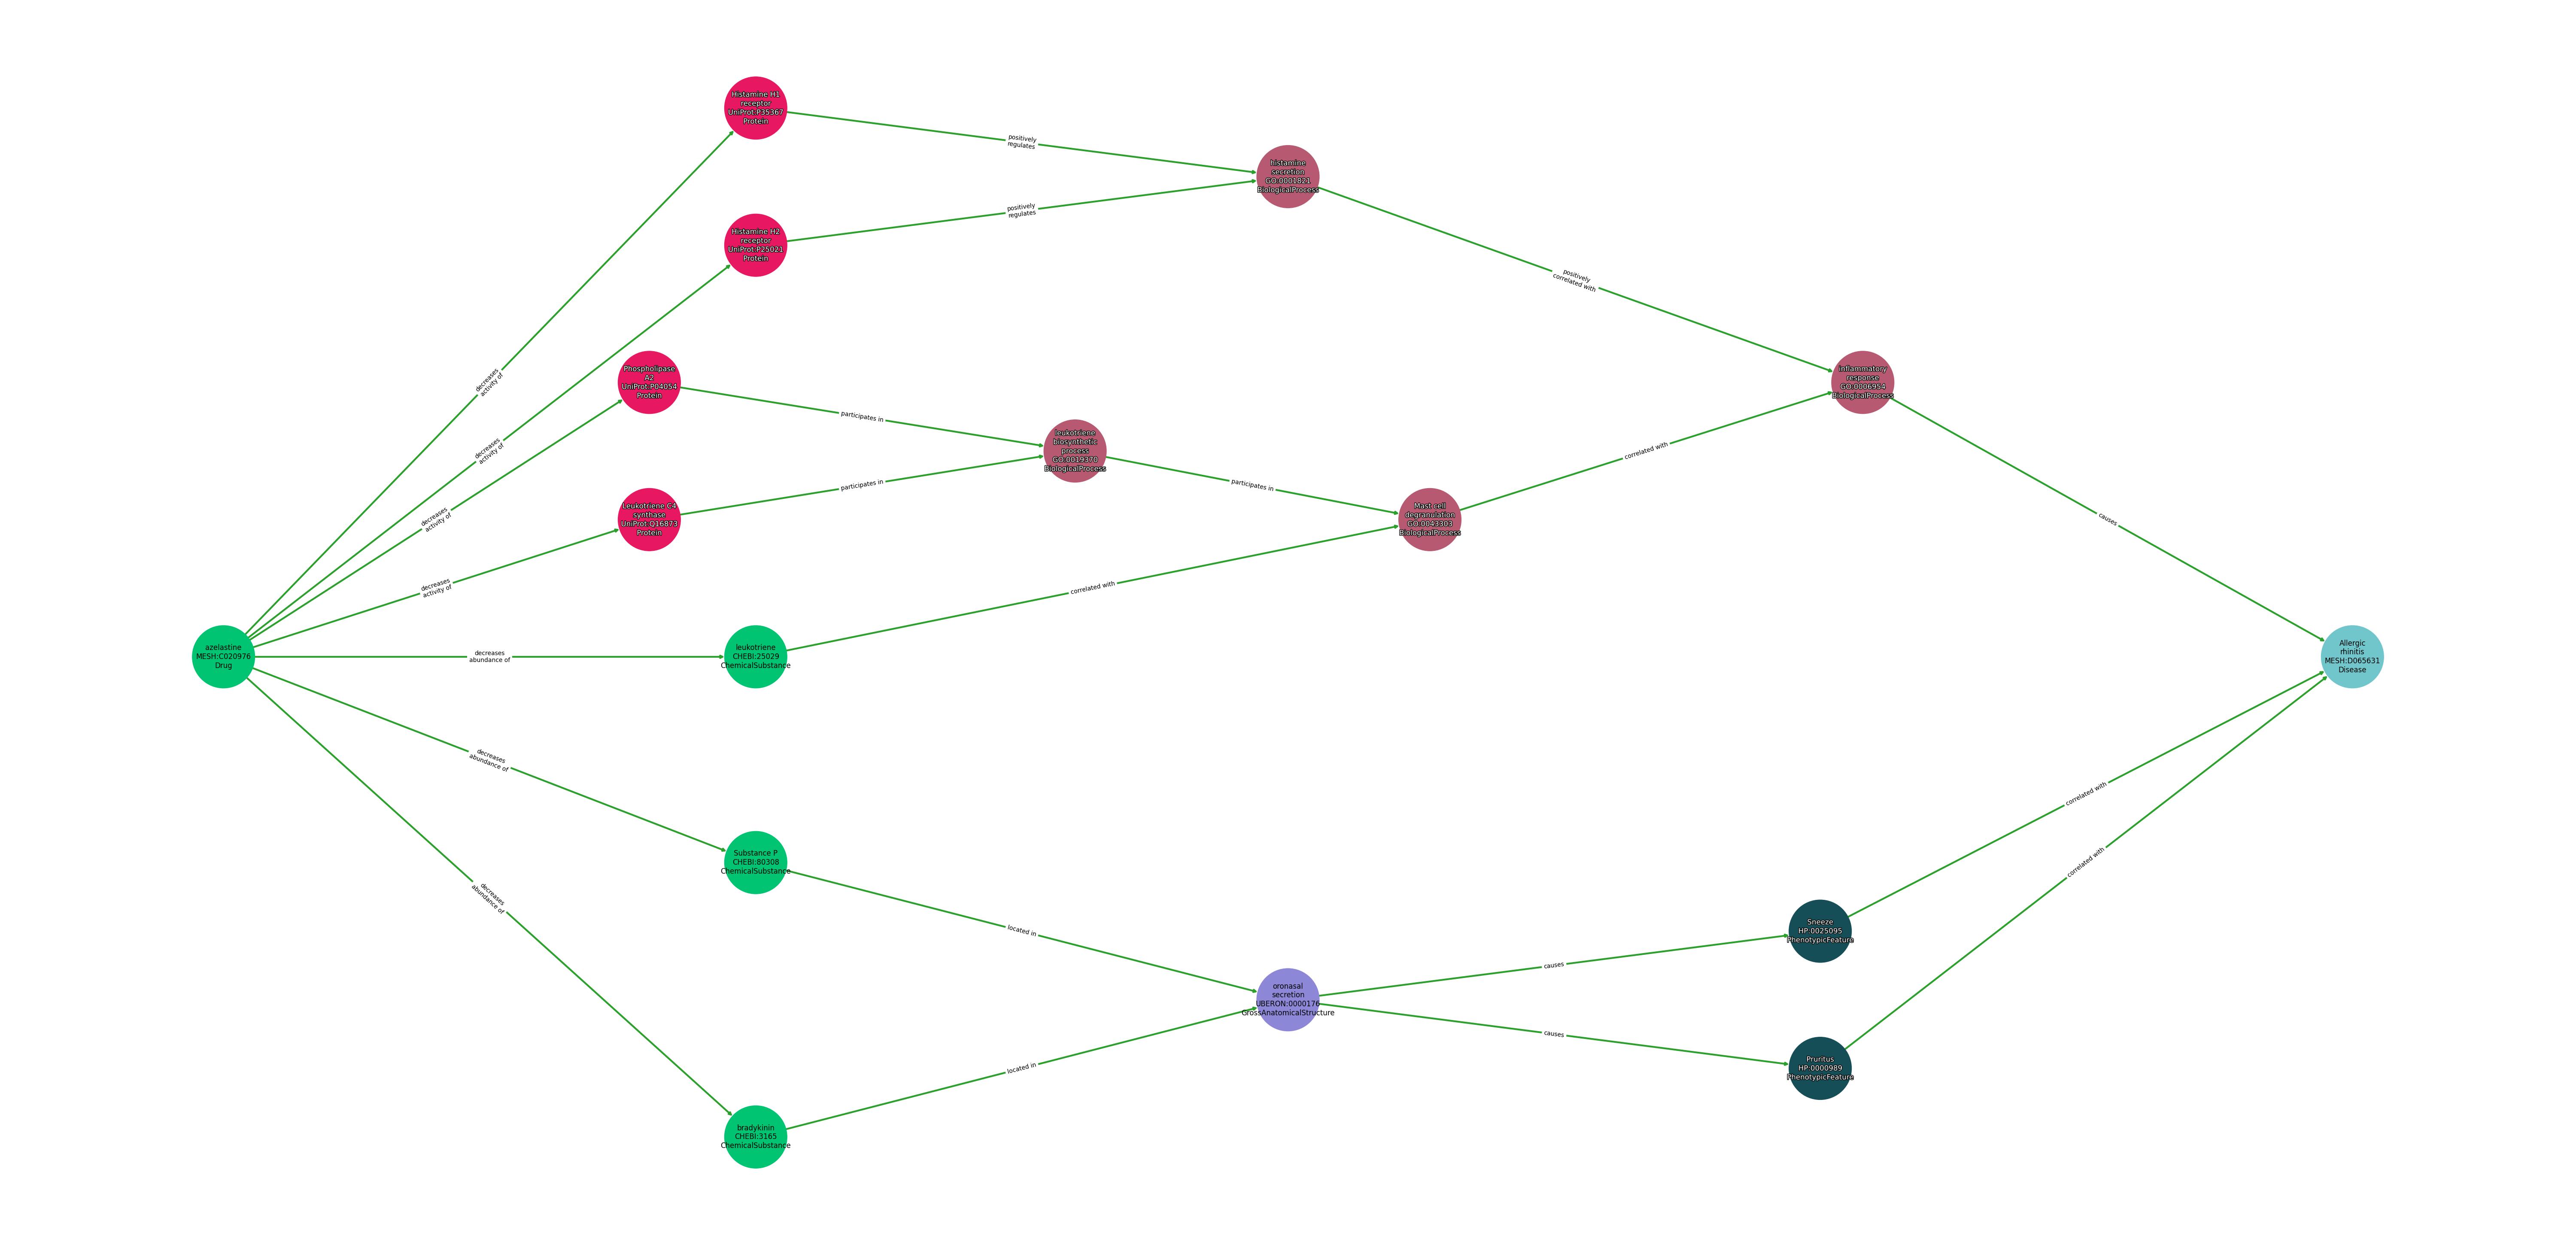 Histamine H1
receptor
UniProt:P35367
Protein
positively
regulates
histamine
secretion
GO:0001821
BiologicalProcess
Histamine H2
receptor
UniProt:P25021
Protein
positively
regulates
positively
correlated with
decreases
activity of
Phospholipase
A2
UniProt:P04054
Protein
inflammatory
response
GO:0006954
BiologicalProcess
participates in
decreases
activity of
leukotriene
biosynthetic
process
GO:0019370
BiologicalProcess
correlated with
decreases
activity of
Leukotriene C4
synthase
UniProt:Q16873
Protein
participates in
participates in
Mast cell
degranulation
GO:0043303
BiologicalProcess
causes
decreases
activity of
correlated with
azelastine
MESH:C020976
Drug
decreases
abundance of
leukotriene
CHEBI:25029
ChemicalSubstance
Allergic
rhinitis
MESH:D065631
Disease
decreases
abundance of
correlated with
Substance P
CHEBI:80308
ChemicalSubstance
correlated with
decreases
abundance of
located in
Sneeze
HP:0025095
PhenotypicFeature
causes
oronasal
secretion
UBERON:0000176
GrossAnatomicalStructure
causes
located in
Pruritus
HP:0000989
PhenotypicFeature
bradykinin
CHEBI:3165
ChemicalSubstance